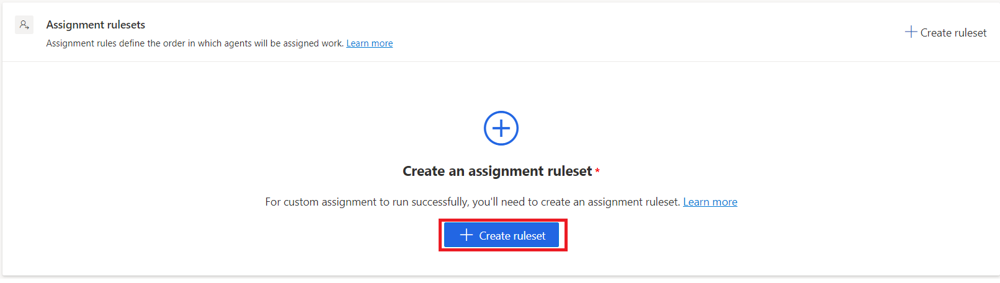 Assignment rulesets
Assignment rules define the order in which agents will be assigned work. Learn more
Create ruleset
Create an assignment ruleset *
For custom assignment to run successfully, you'll need to create an assignment ruleset. Learn more
Create ruleset